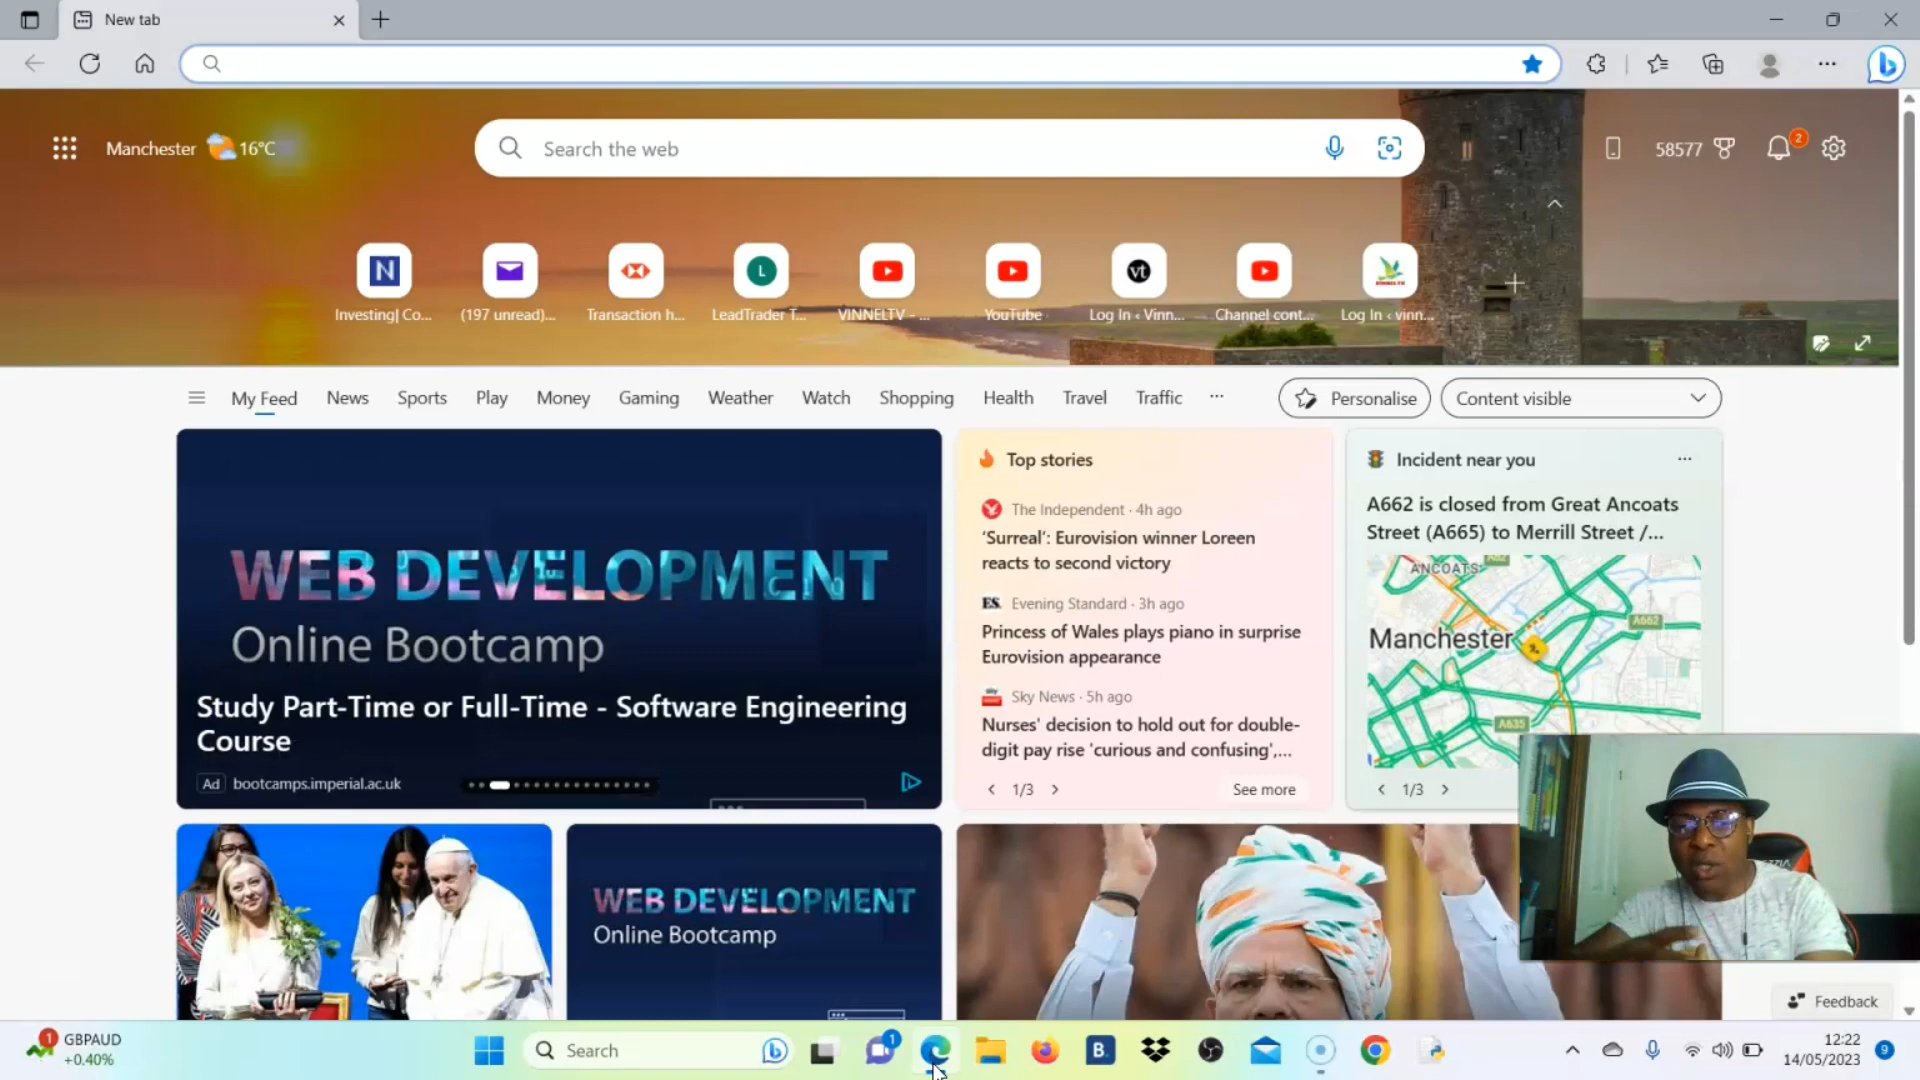 New tab
Manchester 16°C
Search the web
58577
2
Investing| Co...
(197 unread)...
Transaction h...
LeadTrader T...
VINNELTV - ...
YouTube
Log In ‹ Vinn...
Channel cont...
Log In ‹ vinn...
N
L
vt
My Feed
News
Sports
Play
Money
Gaming
Weather
Watch
Shopping
Health
Travel
Traffic
...
Personalise
Content visible
WEB DEVELOPMENT
Online Bootcamp
Study Part-Time or Full-Time - Software Engineering
Course
Ad bootcamps.imperial.ac.uk
Top stories
The Independent · 4h ago
‘Surreal’: Eurovision winner Loreen
reacts to second victory
ES Evening Standard · 3h ago
Princess of Wales plays piano in surprise
Eurovision appearance
Sky News · 5h ago
Nurses' decision to hold out for double-
digit pay rise 'curious and confusing',...
1/3
See more
Incident near you
A662 is closed from Great Ancoats
Street (A665) to Merrill Street /...
ANCOATS
A662
Manchester
A635
1/3
WEB DEVELOPMENT
Online Bootcamp
Feedback
1
GBPAUD
+0.40%
Search
1
B.
12:22
14/05/2023
9